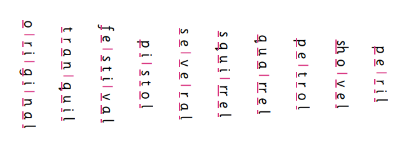 peril
shovel
petrol
quarrel
squirrel
several
pistol
festival
tranquil
original